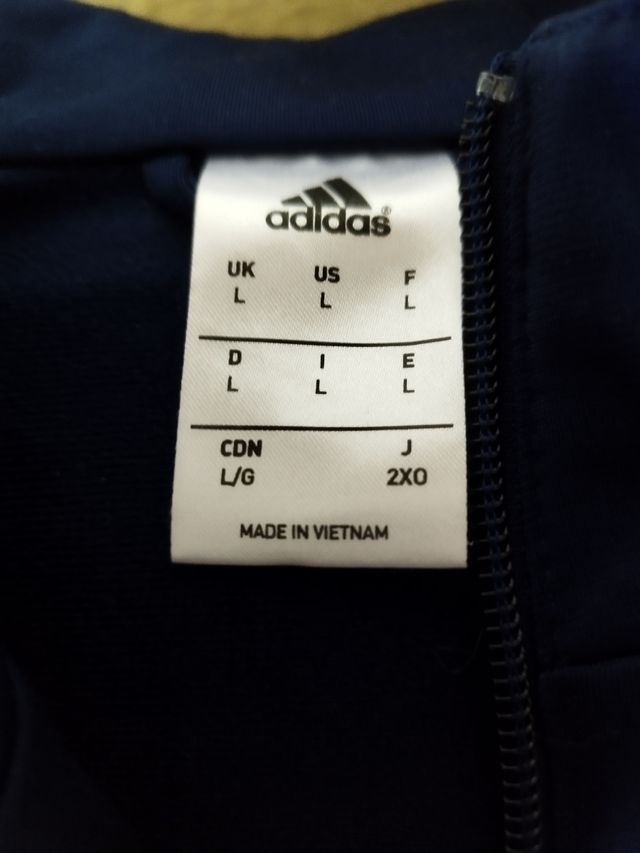 adidas®
UK US F
L L L
D I E
L L L
CDN J
L/G 2XO
MADE IN VIETNAM